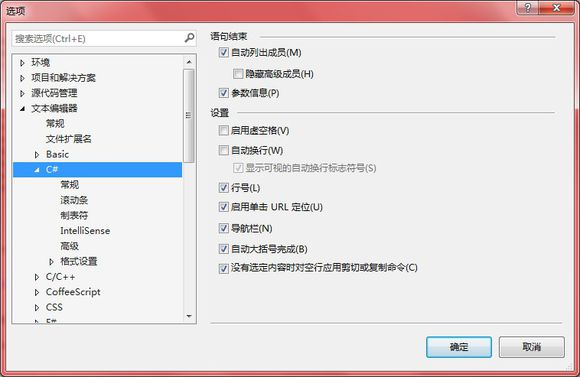 选项
搜索选项(Ctrl+E)
环境
项目和解决方案
源代码管理
文本编辑器
常规
文件扩展名
Basic
C#
常规
滚动条
制表符
IntelliSense
高级
格式设置
C/C++
CoffeeScript
CSS
F#
语句结束
自动列出成员(M)
隐藏高级成员(H)
参数信息(P)
设置
启用虚空格(V)
自动换行(W)
显示可视的自动换行标志符号(S)
行号(L)
启用单击 URL 定位(U)
导航栏(N)
自动大括号完成(B)
没有选定内容时对空行应用剪切或复制命令(C)
确定
取消